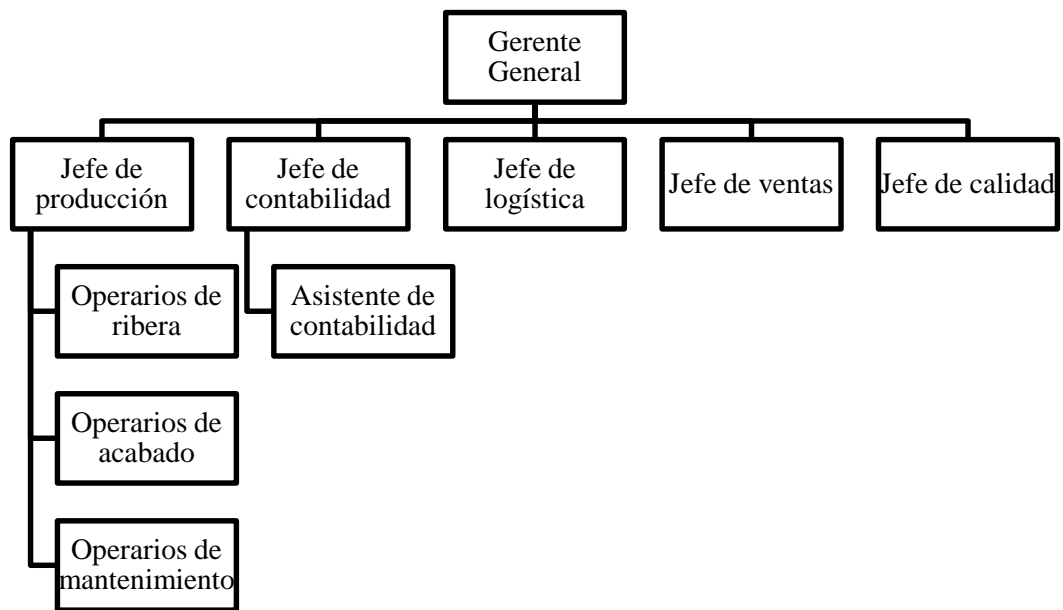 Gerente
General
Jefe de
producción
Jefe de
contabilidad
Jefe de
logística
Jefe de ventas
Jefe de calidad
Operarios de
ribera
Asistente de
contabilidad
Operarios de
acabado
Operarios de
mantenimiento